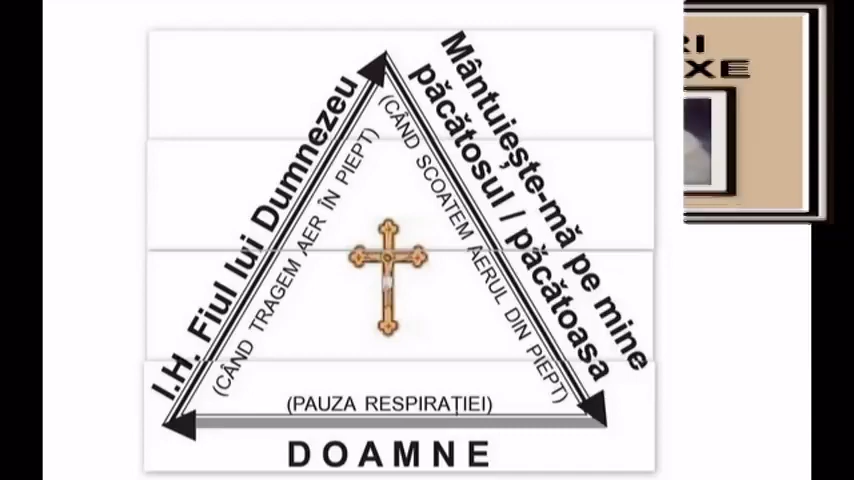 I.H. Fiul lui Dumnezeu
(CÂND TRAGEM AER ÎN PIEPT)
Mântuiește-mă pe mine
păcătosul / păcătoasa
(CÂND SCOATEM AERUL DIN PIEPT)
(PAUZA RESPIRAȚIEI)
DOAMNE
RI
XE